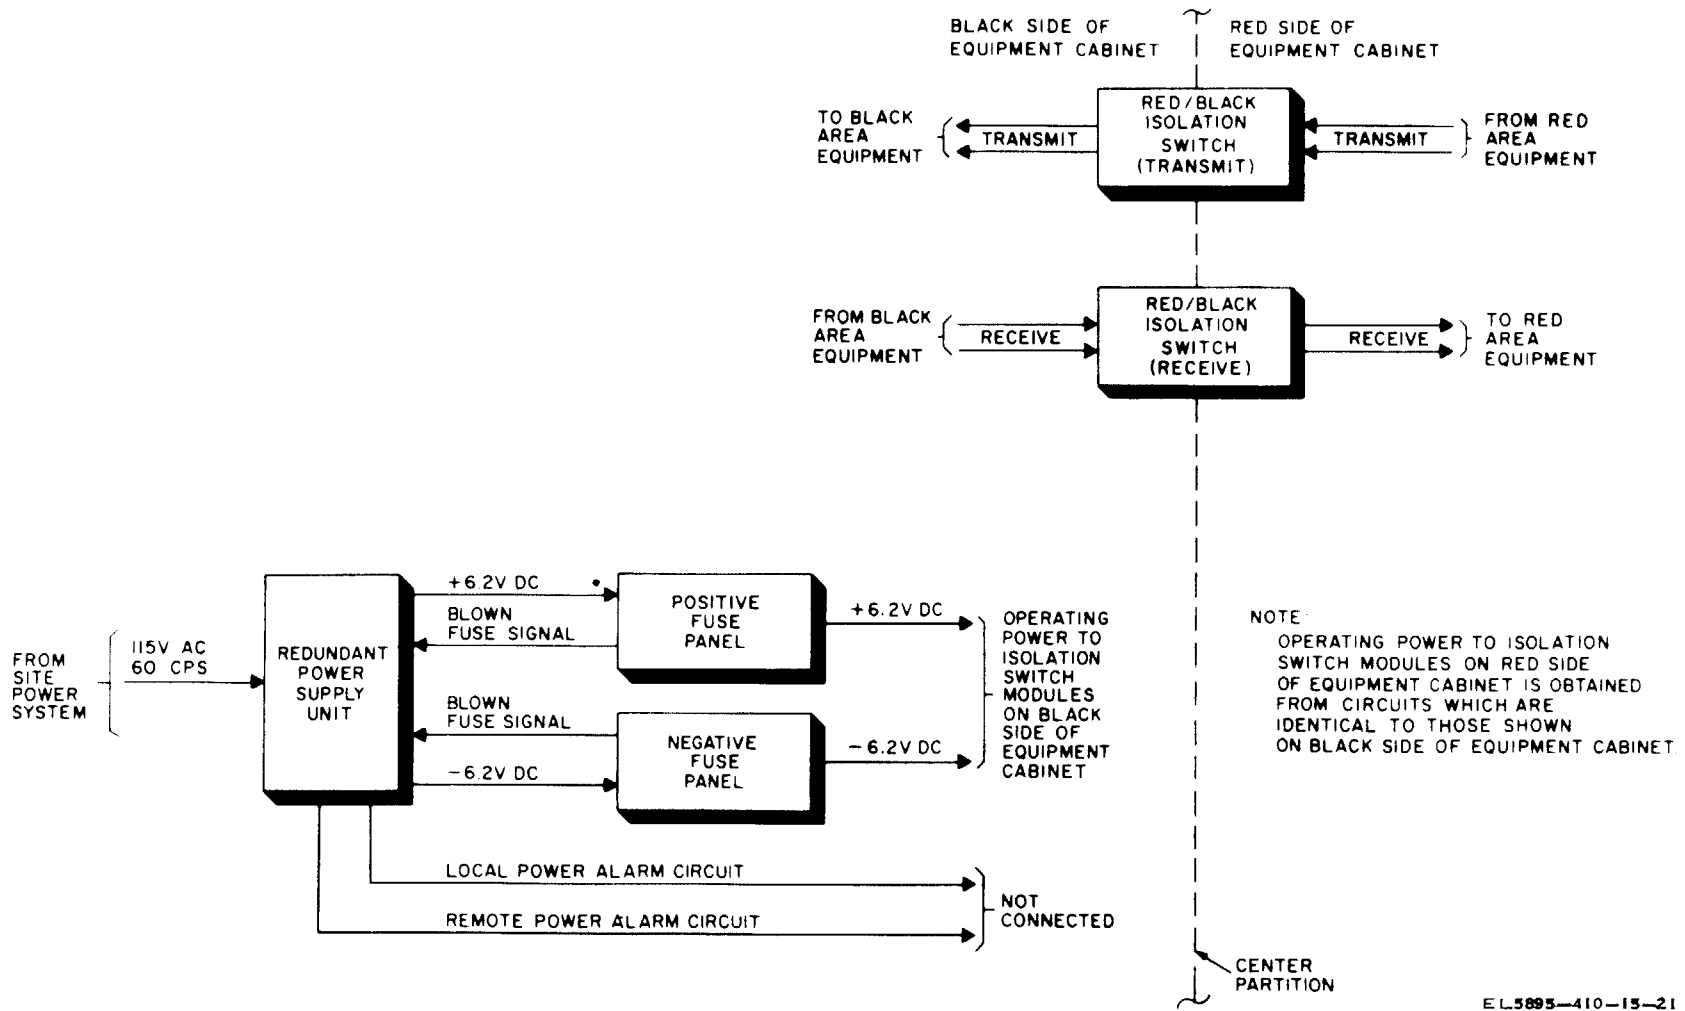 BLACK SIDE OF
EQUIPMENT CABINET
RED SIDE OF
EQUIPMENT CABINET
TO BLACK
AREA
EQUIPMENT
TRANSMIT
RED/BLACK
ISOLATION
SWITCH
(TRANSMIT)
TRANSMIT
FROM RED
AREA
EQUIPMENT
FROM BLACK
AREA
EQUIPMENT
RECEIVE
RED/BLACK
ISOLATION
SWITCH
(RECEIVE)
RECEIVE
TO RED
AREA
EQUIPMENT
FROM
SITE
POWER
SYSTEM
115V AC
60 CPS
REDUNDANT
POWER
SUPPLY
UNIT
+6.2V DC
BLOWN
FUSE SIGNAL
BLOWN
FUSE SIGNAL
-6.2V DC
POSITIVE
FUSE
PANEL
NEGATIVE
FUSE
PANEL
+6.2V DC
-6.2V DC
OPERATING
POWER TO
ISOLATION
SWITCH
MODULES
ON BLACK
SIDE OF
EQUIPMENT
CABINET
NOTE:
OPERATING POWER TO ISOLATION
SWITCH MODULES ON RED SIDE
OF EQUIPMENT CABINET IS OBTAINED
FROM CIRCUITS WHICH ARE
IDENTICAL TO THOSE SHOWN
ON BLACK SIDE OF EQUIPMENT CABINET.
LOCAL POWER ALARM CIRCUIT
REMOTE POWER ALARM CIRCUIT
NOT
CONNECTED
CENTER
PARTITION
EL5895-410-15-21